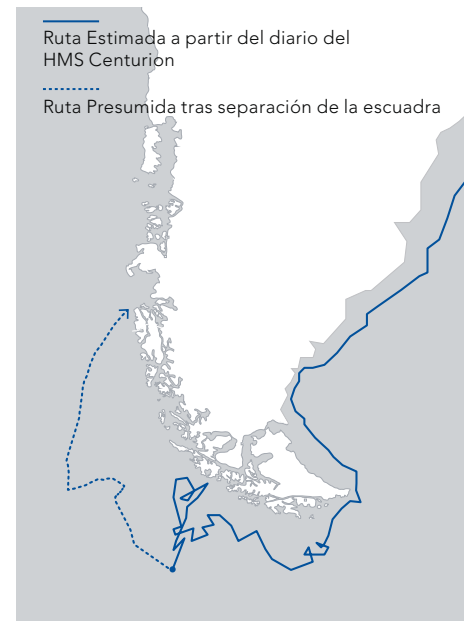 Ruta Estimada a partir del diario del
HMS Centurion
Ruta Presumida tras separación de la escuadra